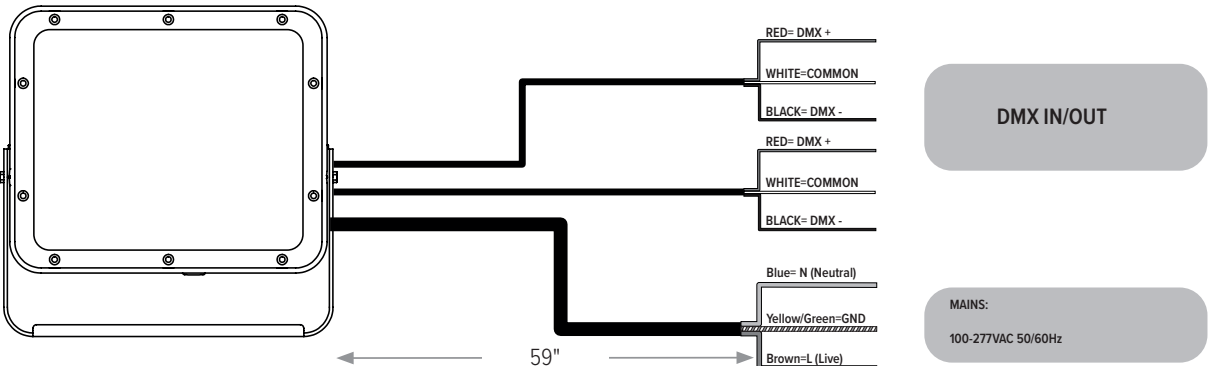 RED= DMX +
WHITE=COMMON
BLACK= DMX -
RED= DMX +
WHITE=COMMON
BLACK= DMX -
DMX IN/OUT
Blue= N (Neutral)
Yellow/Green=GND
Brown=L (Live)
MAINS:
100-277VAC 50/60Hz
59"